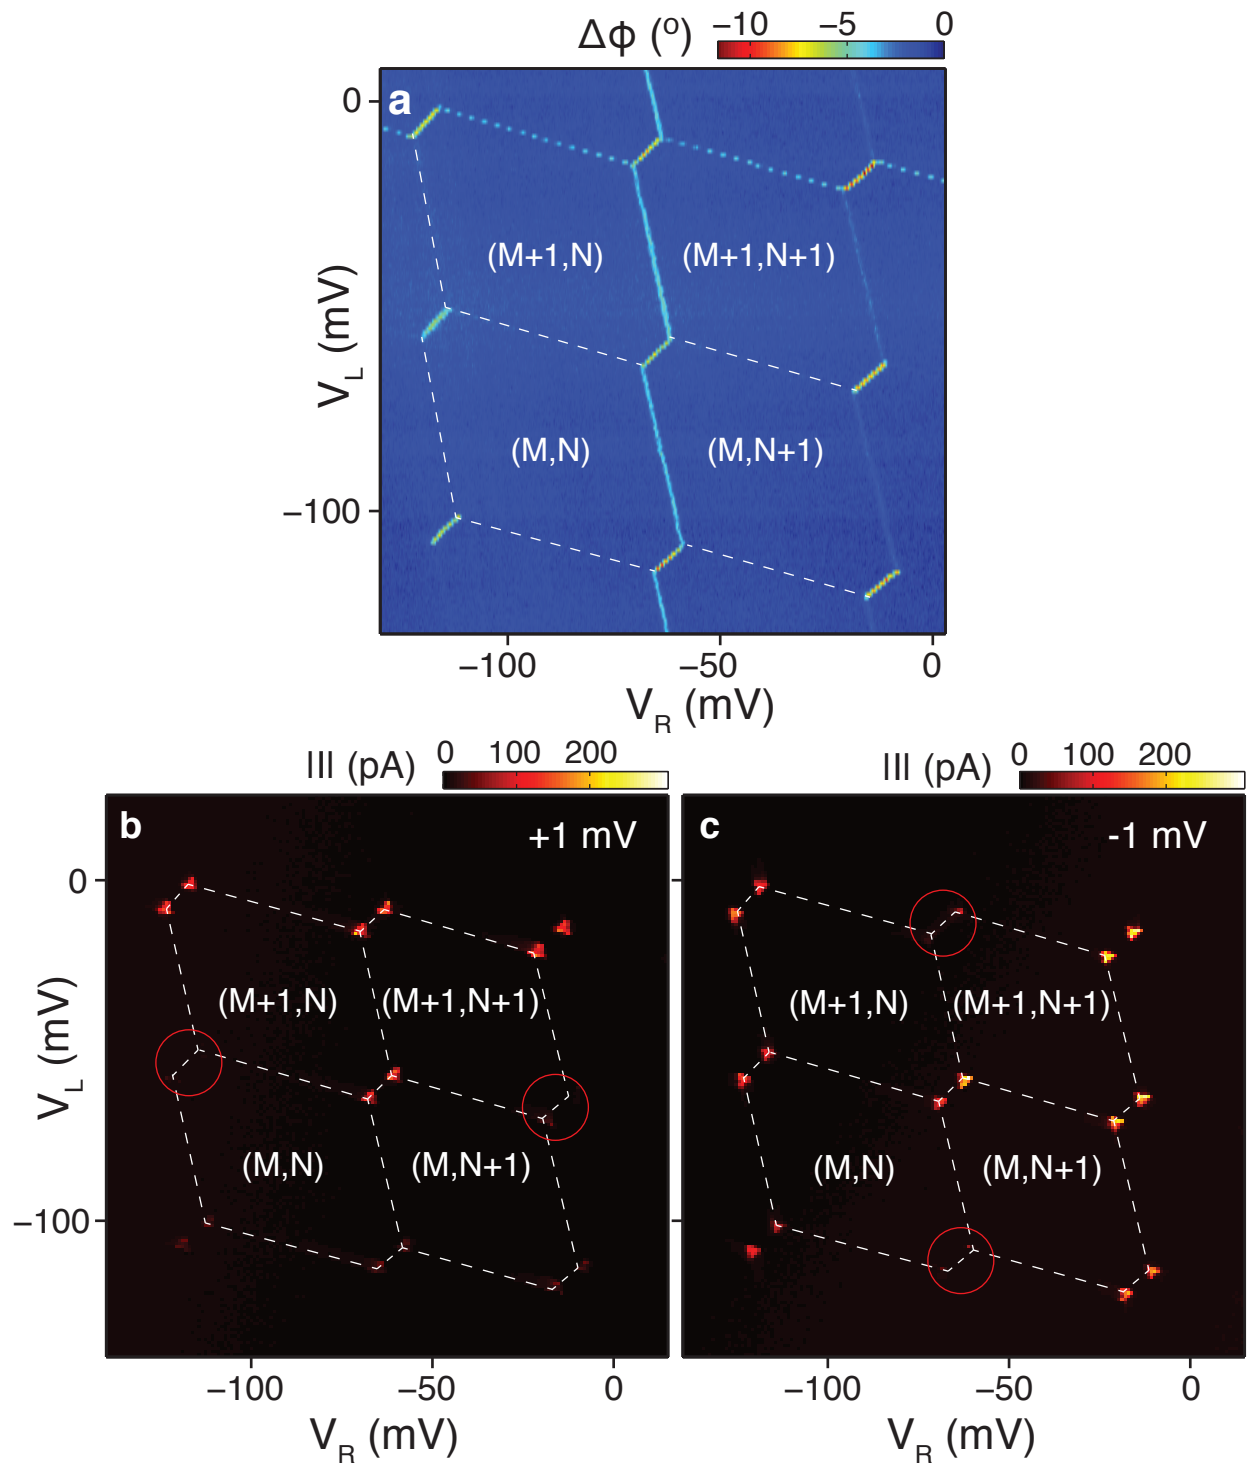 Δϕ (°)
−10 −5 0
a
0
−100
V_L (mV)
(M+1,N) (M+1,N+1)
(M,N) (M,N+1)
−100 −50 0
V_R (mV)
|I| (pA) 0 100 200
b +1 mV
0
−100
V_L (mV)
(M+1,N) (M+1,N+1)
(M,N) (M,N+1)
−100 −50 0
V_R (mV)
|I| (pA) 0 100 200
c -1 mV
(M+1,N) (M+1,N+1)
(M,N) (M,N+1)
−100 −50 0
V_R (mV)